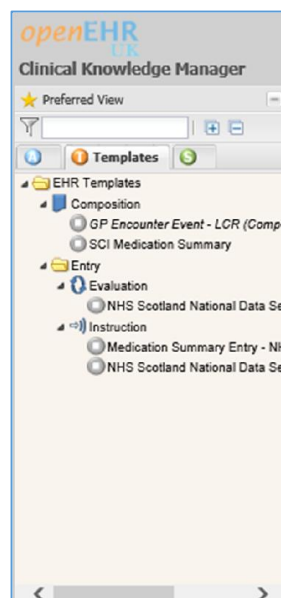 openEHR
UK
Clinical Knowledge Manager
Preferred View
A
T Templates
S
EHR Templates
Composition
GP Encounter Event - LCR (Comp
SCI Medication Summary
Entry
Evaluation
NHS Scotland National Data Se
Instruction
Medication Summary Entry - NH
NHS Scotland National Data Se